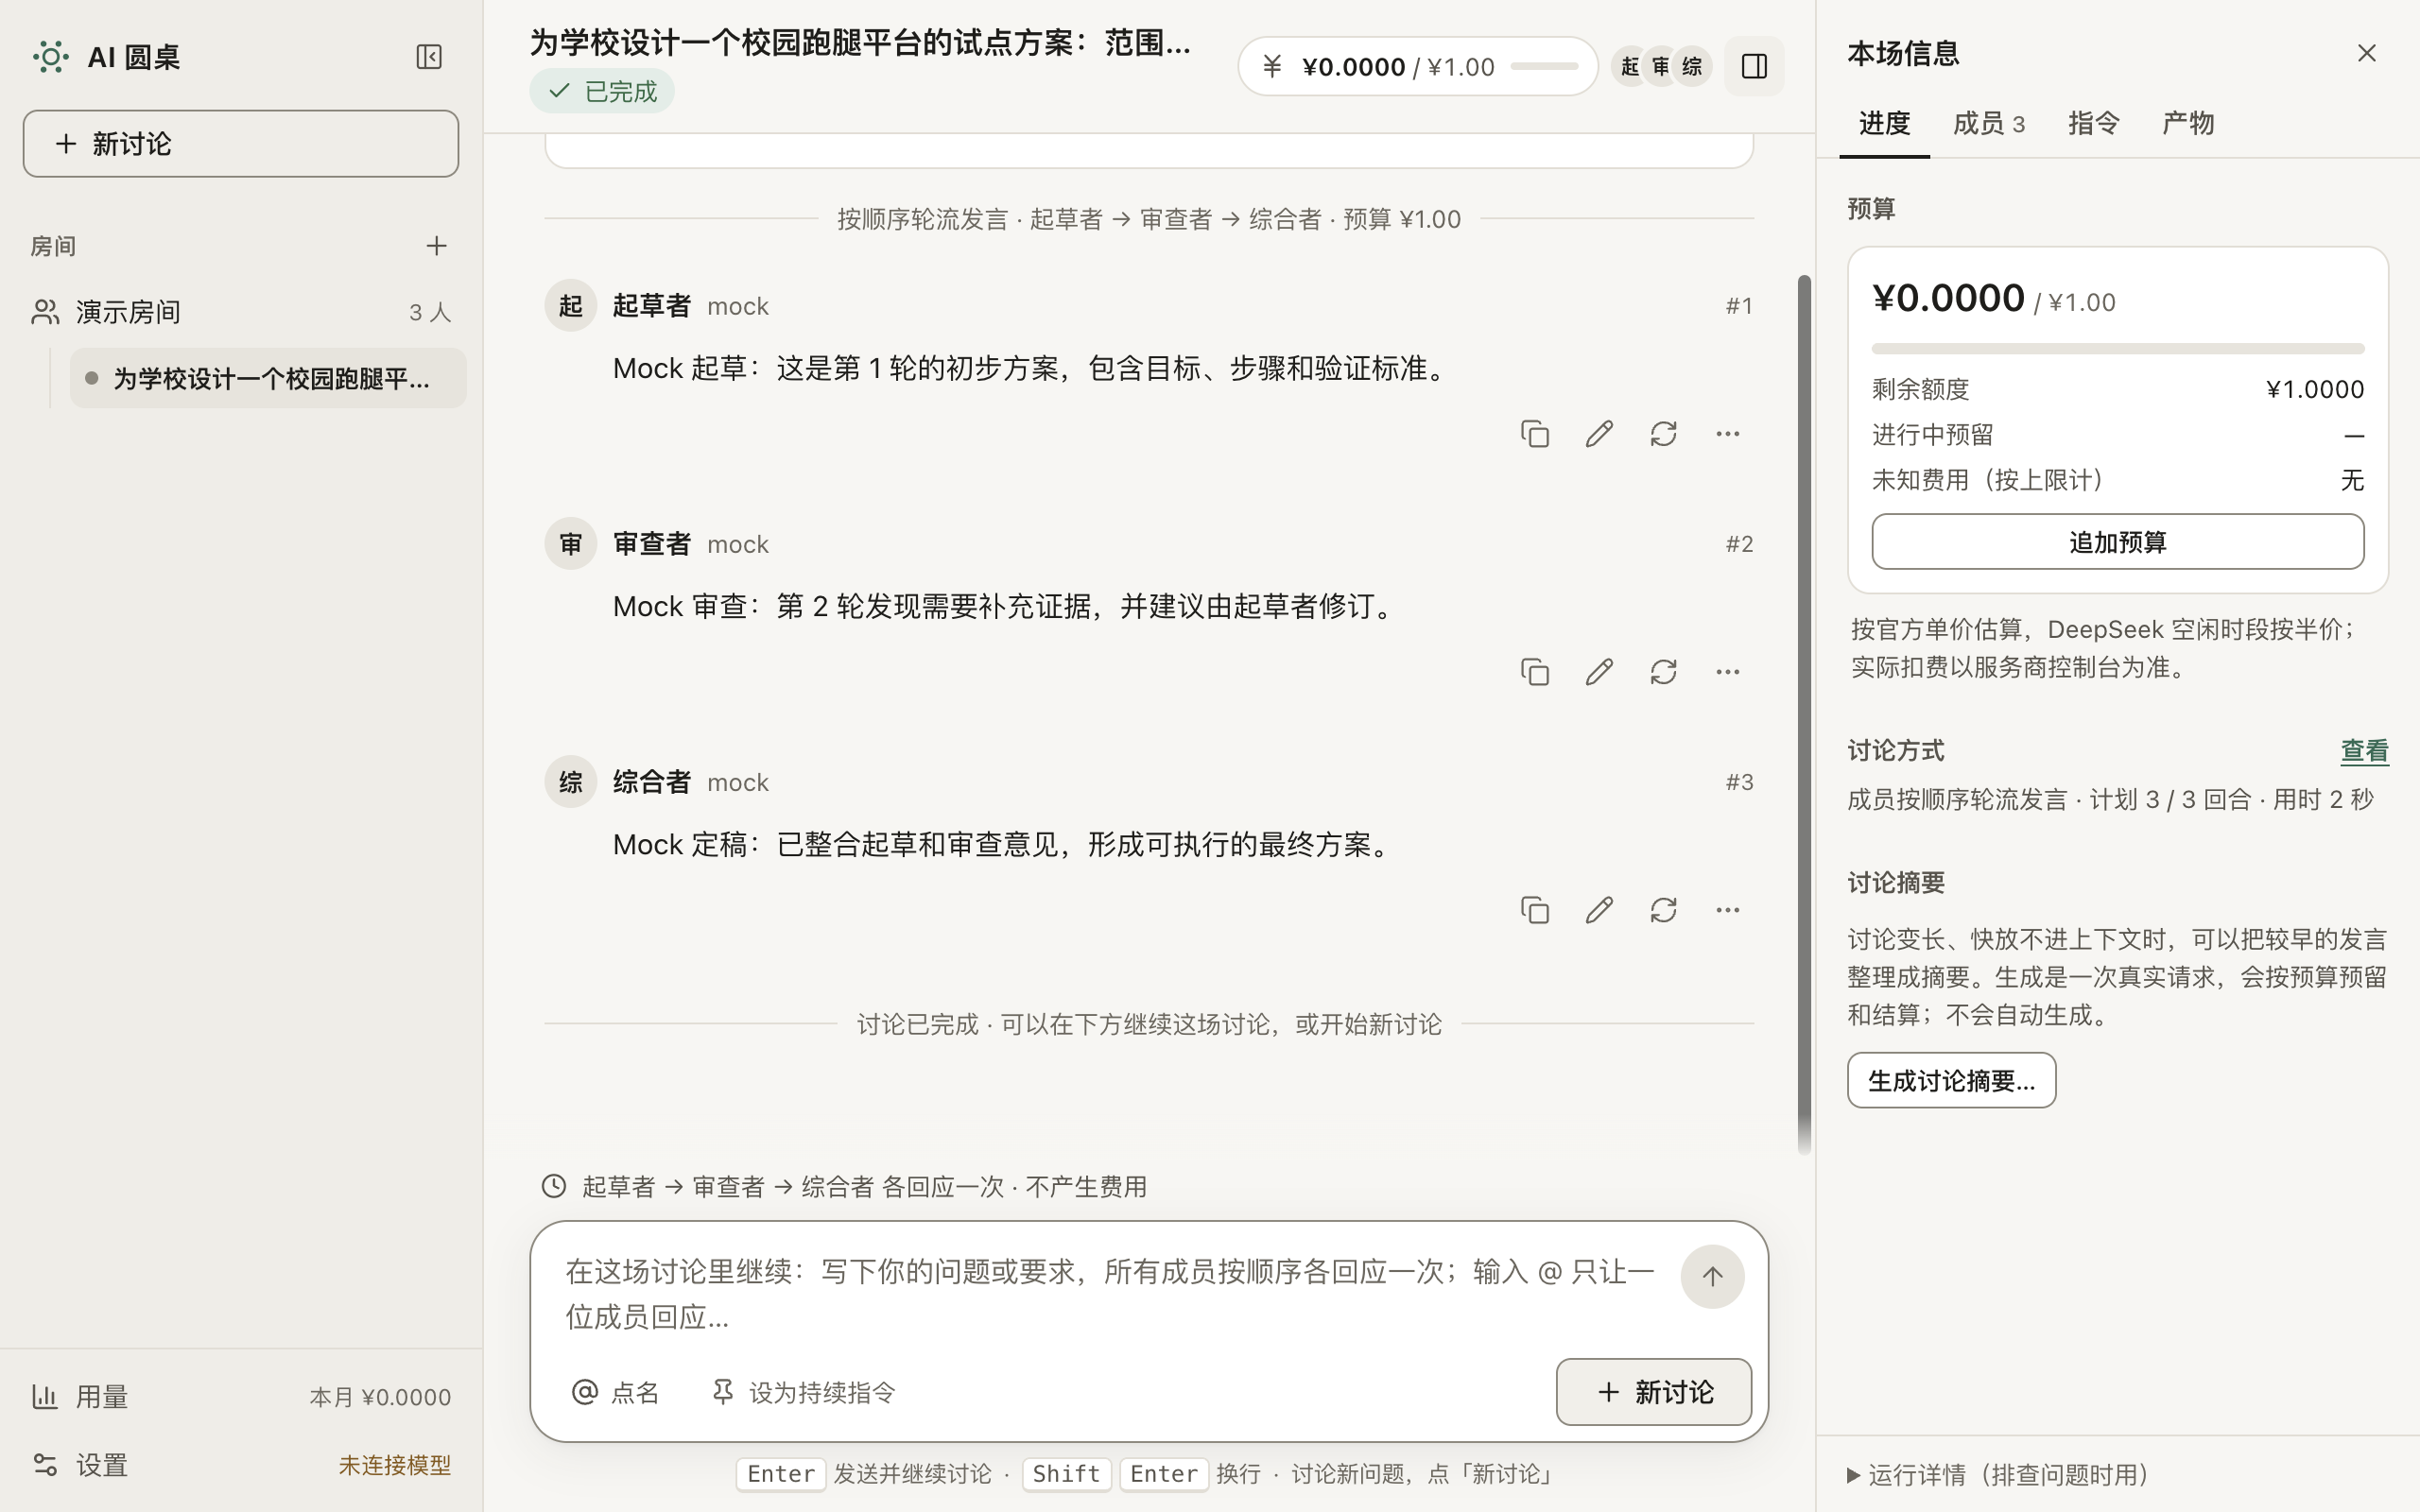 AI 圆桌
+ 新讨论
房间
演示房间 3 人
为学校设计一个校园跑腿平...
用量 本月 ¥0.0000
设置 未连接模型
为学校设计一个校园跑腿平台的试点方案：范围...
已完成
¥ ¥0.0000 / ¥1.00
起 审 综
按顺序轮流发言 · 起草者 → 审查者 → 综合者 · 预算 ¥1.00
起 起草者 mock #1
Mock 起草：这是第 1 轮的初步方案，包含目标、步骤和验证标准。
审 审查者 mock #2
Mock 审查：第 2 轮发现需要补充证据，并建议由起草者修订。
综 综合者 mock #3
Mock 定稿：已整合起草和审查意见，形成可执行的最终方案。
讨论已完成 · 可以在下方继续这场讨论，或开始新讨论
起草者 → 审查者 → 综合者 各回应一次 · 不产生费用
在这场讨论里继续：写下你的问题或要求，所有成员按顺序各回应一次；输入 @ 只让一
位成员回应...
@ 点名 设为持续指令 + 新讨论
Enter 发送并继续讨论 · Shift Enter 换行 · 讨论新问题，点「新讨论」
本场信息
进度 成员 3 指令 产物
预算
¥0.0000 / ¥1.00
剩余额度 ¥1.0000
进行中预留 —
未知费用（按上限计） 无
追加预算
按官方单价估算，DeepSeek 空闲时段按半价；
实际扣费以服务商控制台为准。
讨论方式 查看
成员按顺序轮流发言 · 计划 3 / 3 回合 · 用时 2 秒
讨论摘要
讨论变长、快放不进上下文时，可以把较早的发言
整理成摘要。生成是一次真实请求，会按预算预留
和结算；不会自动生成。
生成讨论摘要...
运行详情（排查问题时用）